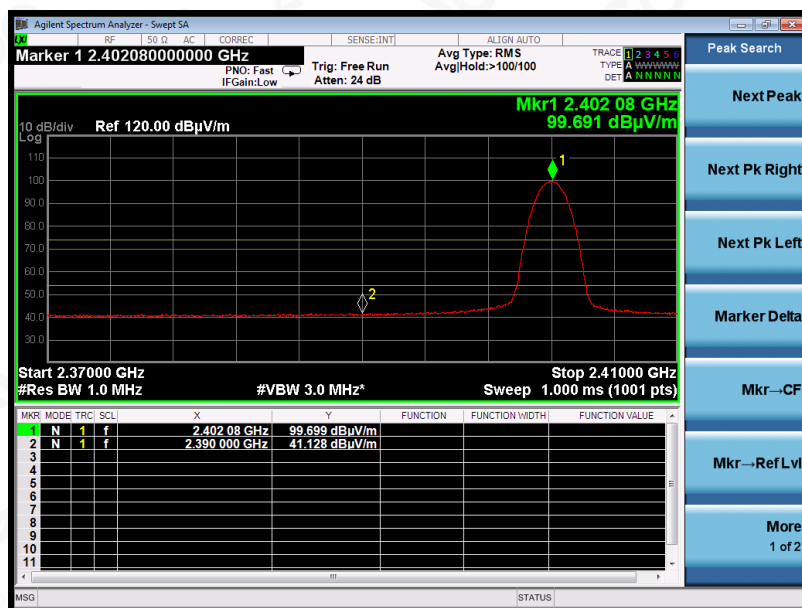 Agilent Spectrum Analyzer - Swept SA
LXI RF 50 Ω AC CORREC SENSE:INT ALIGN AUTO
Marker 1 2.402080000000 GHz
PNO: Fast
IFGain:Low
Trig: Free Run
Atten: 24 dB
Avg Type: RMS
Avg|Hold:>100/100
TRACE 1 2 3 4 5 6
TYPE A WWWWW
DET A N N N N N
Mkr1 2.402 08 GHz
99.691 dBµV/m
10 dB/div Ref 120.00 dBµV/m
Log
110
100
90.0
80.0
70.0
60.0
50.0
40.0
30.0
1
2
Start 2.37000 GHz Stop 2.41000 GHz
#Res BW 1.0 MHz #VBW 3.0 MHz* Sweep 1.000 ms (1001 pts)
MKR MODE TRC SCL X Y FUNCTION FUNCTION WIDTH FUNCTION VALUE
1 N 1 f 2.402 08 GHz 99.699 dBµV/m
2 N 1 f 2.390 000 GHz 41.128 dBµV/m
3
4
5
6
7
8
9
10
11
MSG STATUS
Peak Search
Next Peak
Next Pk Right
Next Pk Left
Marker Delta
Mkr→CF
Mkr→Ref Lvl
More
1 of 2